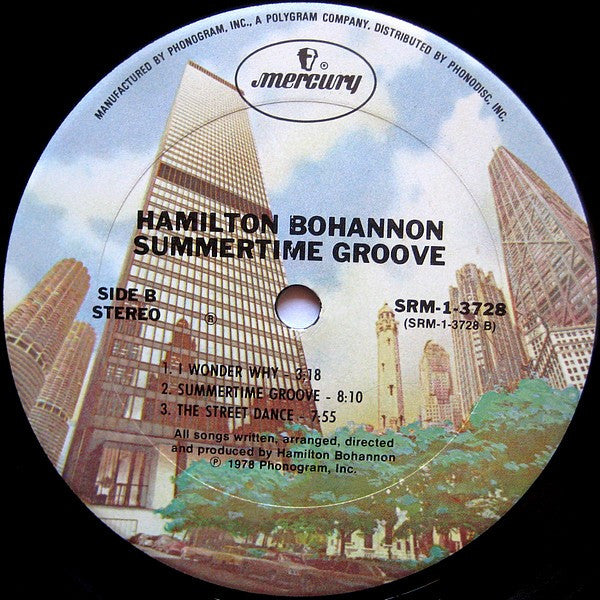 MANUFACTURED BY PHONOGRAM, INC., A POLYGRAM COMPANY. DISTRIBUTED BY PHONODISC, INC.
mercury ®
HAMILTON BOHANNON
SUMMERTIME GROOVE
SIDE B
STEREO
®
SRM-1-3728
(SRM-1-3728 B)
1. I WONDER WHY - 3:18
2. SUMMERTIME GROOVE - 8:10
3. THE STREET DANCE - 7:55
All songs written, arranged, directed
and produced by Hamilton Bohannon
℗ 1978 Phonogram, Inc.